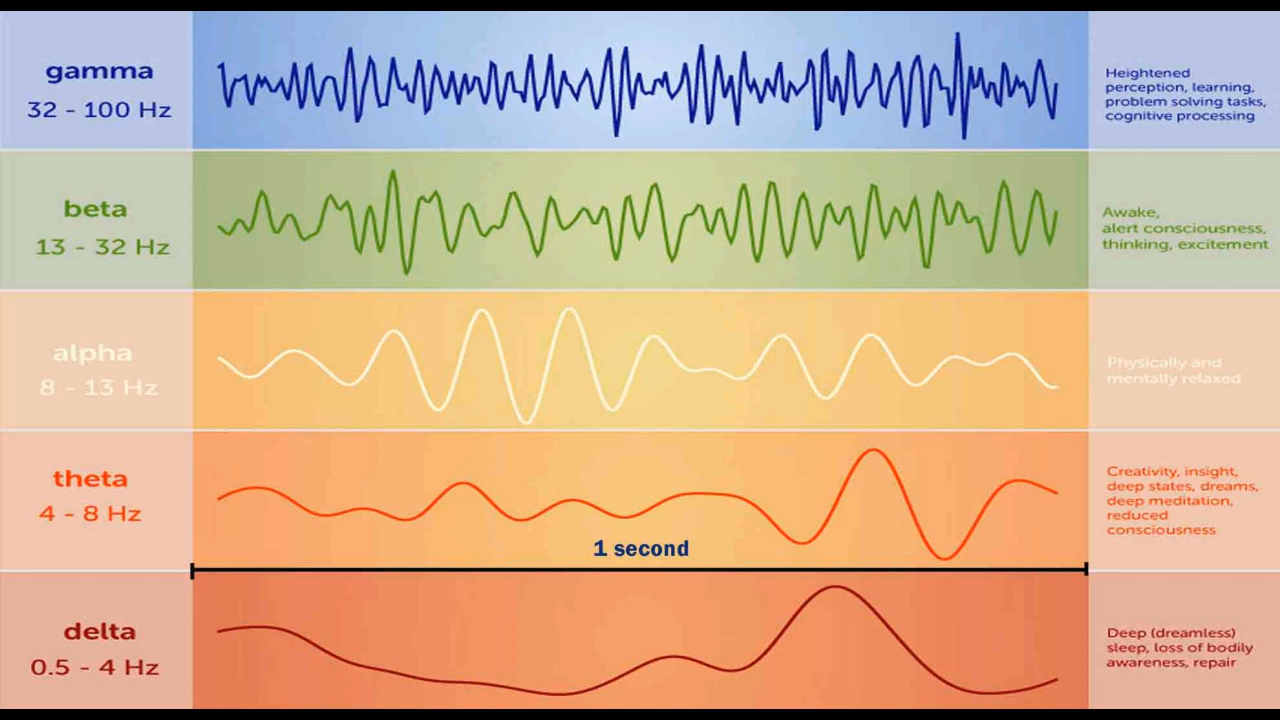 gamma
32 - 100 Hz
Heightened
perception, learning,
problem solving tasks,
cognitive processing
beta
13 - 32 Hz
Awake,
alert consciousness,
thinking, excitement
alpha
8 - 13 Hz
Physically and
mentally relaxed
theta
4 - 8 Hz
Creativity, insight,
deep states, dreams,
deep meditation,
reduced
consciousness
1 second
delta
0.5 - 4 Hz
Deep (dreamless)
sleep, loss of bodily
awareness, repair